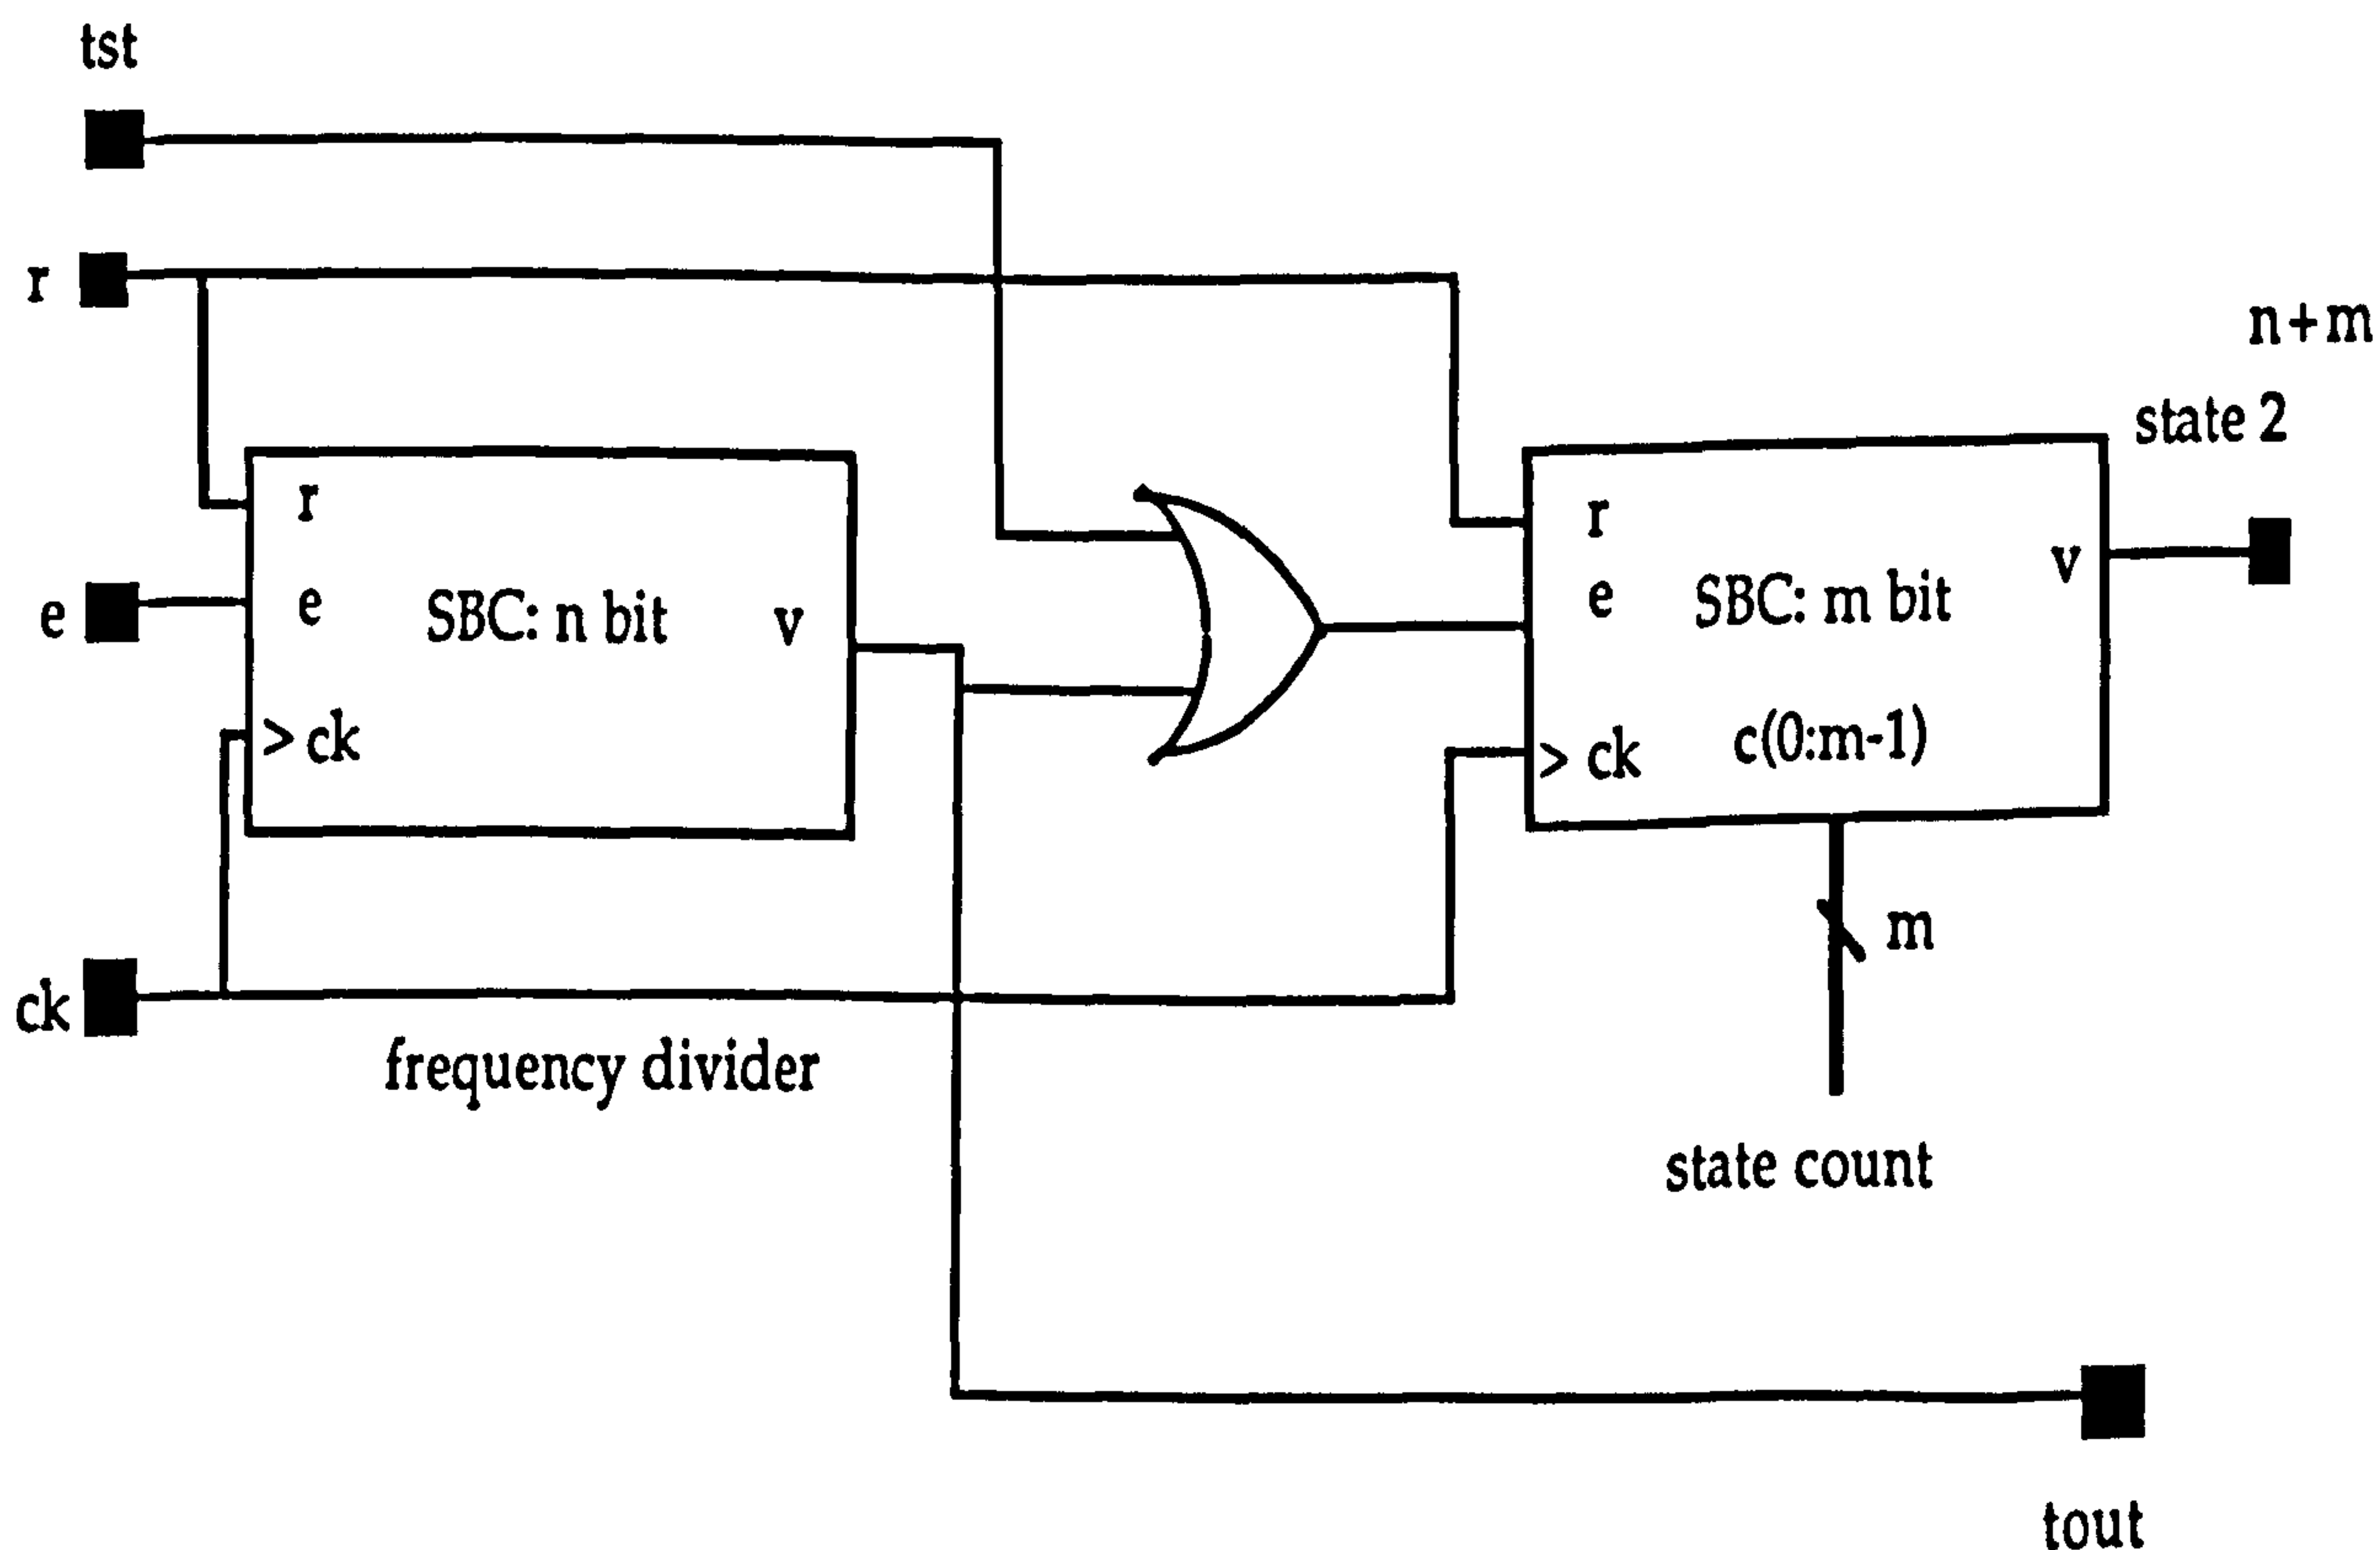 tst
r
n+m
state 2
r
e
SBC: n bit
v
> ck
r
e
SBC: m bit
v
> ck
c(0:m-1)
e
ck
m
frequency divider
state count
tout